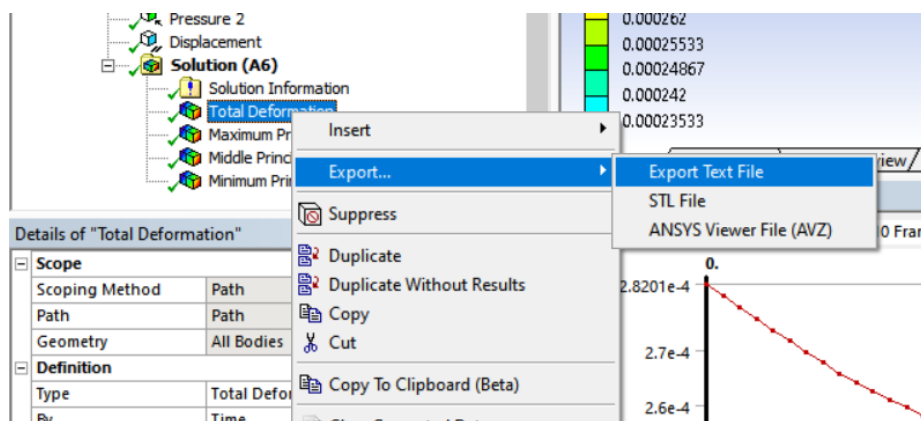 Pressure 2
Displacement
Solution (A6)
Solution Information
Total Deformation
Maximum Pr
Middle Princi
Minimum Prin
0.000262
0.00025533
0.00024867
0.000242
0.00023533
Insert
Export...
Suppress
Duplicate
Duplicate Without Results
Copy
Cut
Copy To Clipboard (Beta)
Export Text File
STL File
ANSYS Viewer File (AVZ)
view
0 Fran
Details of "Total Deformation"
Scope
Scoping Method Path
Path Path
Geometry All Bodies
Definition
Type Total Defor
By Time
0.
2.8201e-4
2.7e-4
2.6e-4